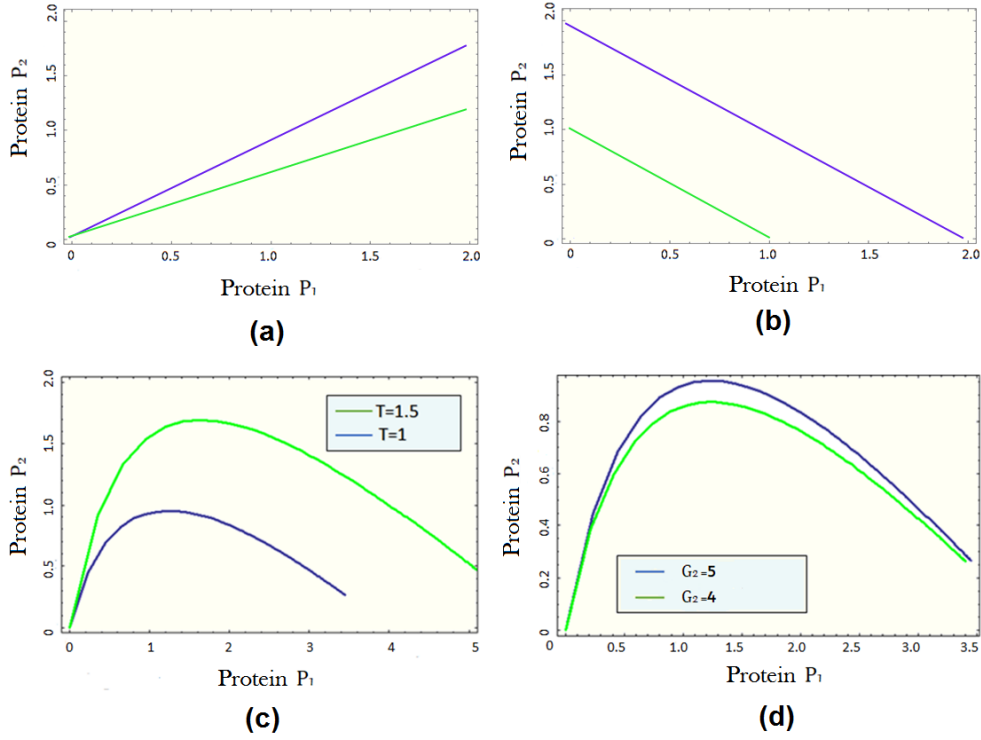 2.0
1.5
1.0
0.5
0
Protein P2
0 0.5 1.0 1.5 2.0
Protein P1
(a)
2.0
1.5
1.0
0.5
0
Protein P2
0 0.5 1.0 1.5 2.0
Protein P1
(b)
2.0
1.5
1.0
0.5
0
Protein P2
T=1.5
T=1
0 1 2 3 4 5
Protein P1
(c)
0.8
0.6
0.4
0.2
0
Protein P2
G2=5
G2=4
0 0.5 1.0 1.5 2.0 2.5 3.0 3.5
Protein P1
(d)